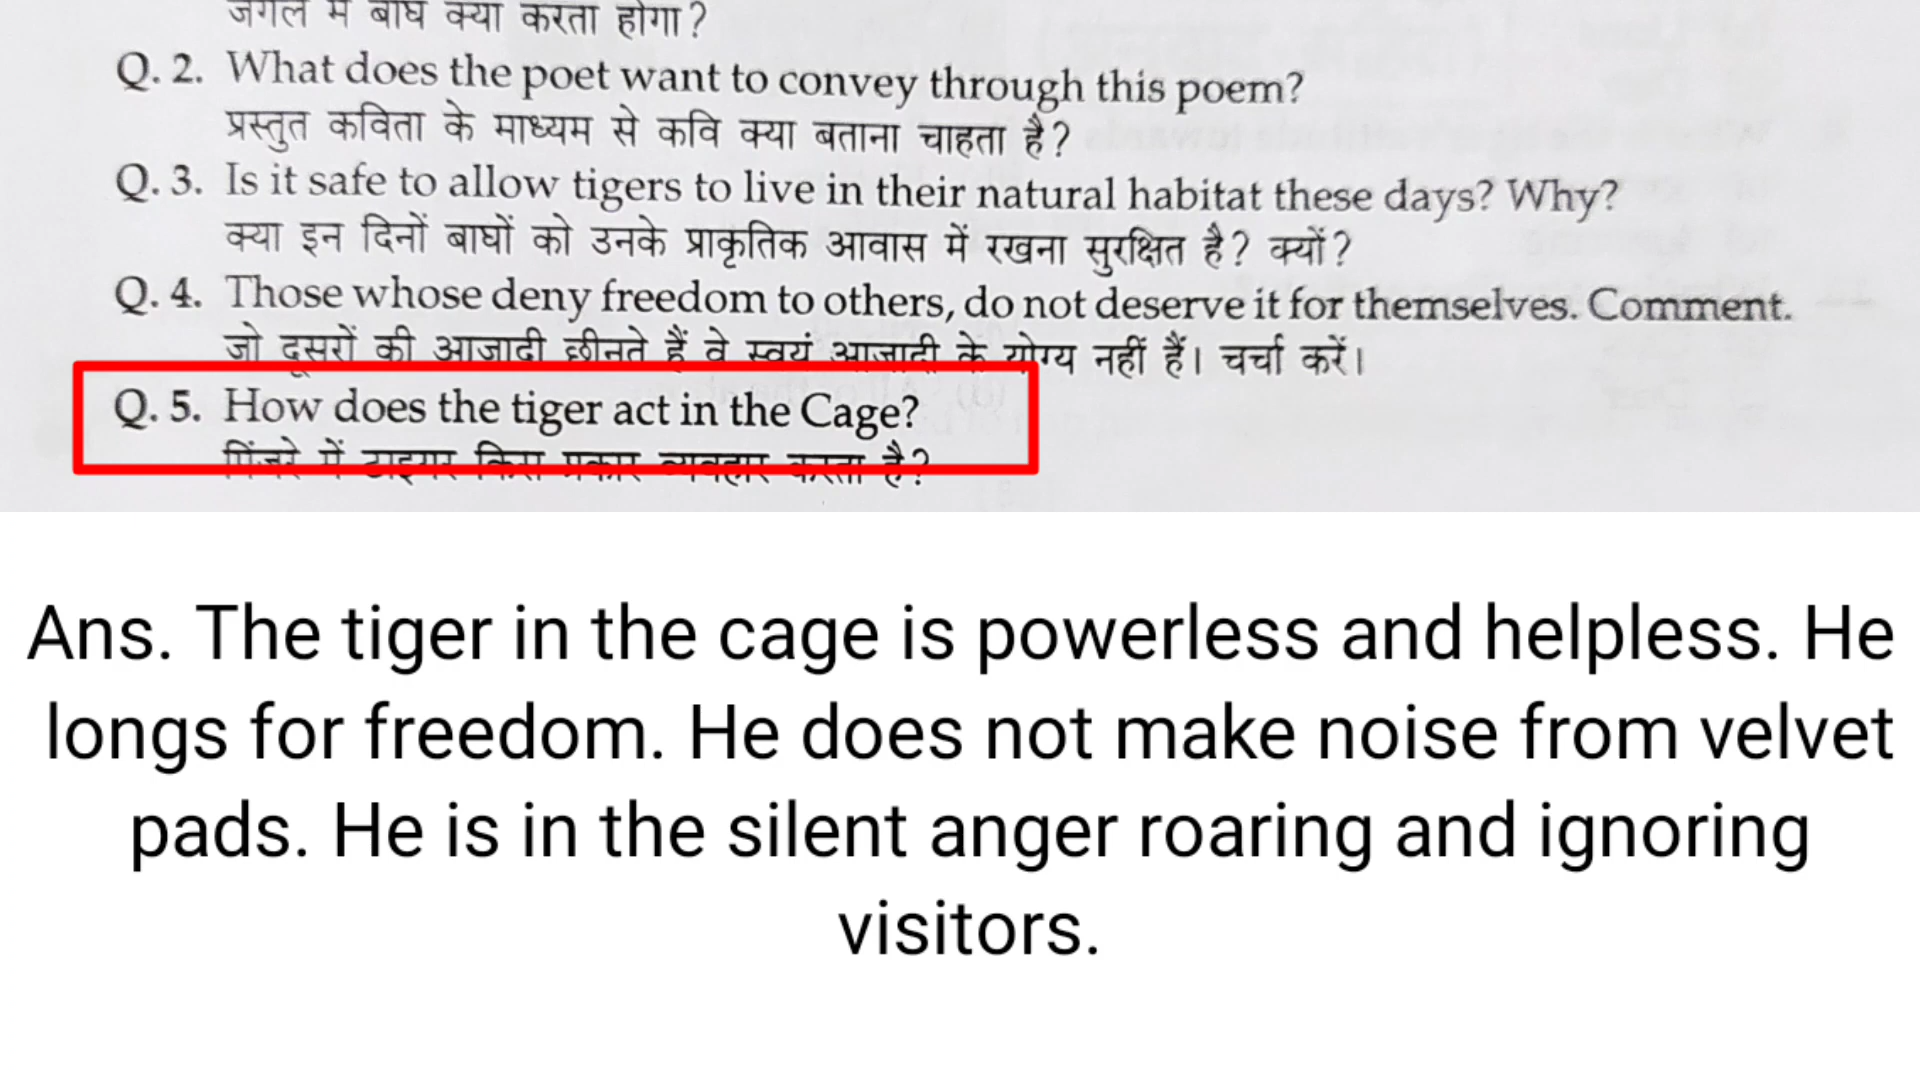 जंगल में बाघ क्या करता होगा?
Q. 2. What does the poet want to convey through this poem?
प्रस्तुत कविता के माध्यम से कवि क्या बताना चाहता है?
Q. 3. Is it safe to allow tigers to live in their natural habitat these days? Why?
क्या इन दिनों बाघों को उनके प्राकृतिक आवास में रखना सुरक्षित है? क्यों?
Q. 4. Those whose deny freedom to others, do not deserve it for themselves. Comment.
जो दूसरों की आजादी छीनते हैं वे स्वयं आजादी के योग्य नहीं हैं। चर्चा करें।
Q. 5. How does the tiger act in the Cage?
पिंजरे में टाइगर किस प्रकार व्यवहार करता है?
Ans. The tiger in the cage is powerless and helpless. He
longs for freedom. He does not make noise from velvet
pads. He is in the silent anger roaring and ignoring
visitors.